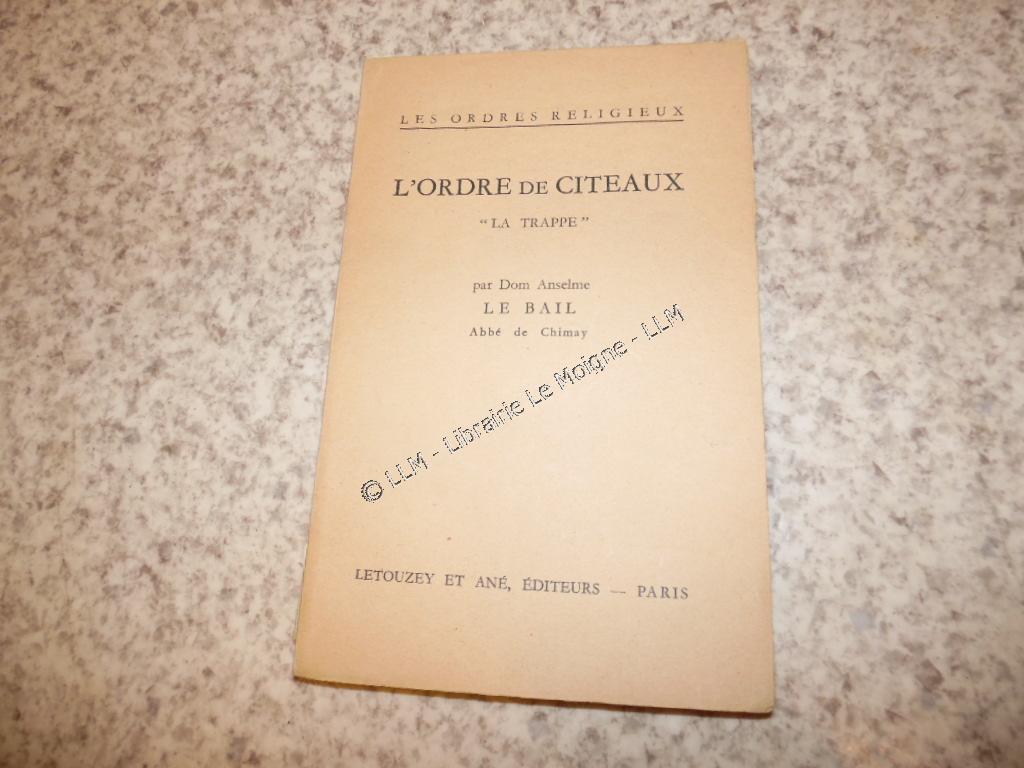 LES ORDRES RELIGIEUX
L'ORDRE DE CITEAUX
"LA TRAPPE"
par Dom Anselme
LE BAIL
Abbé de Chimay
© LLM - Librairie Le Moigne - LLM
LETOUZEY ET ANÉ, ÉDITEURS — PARIS